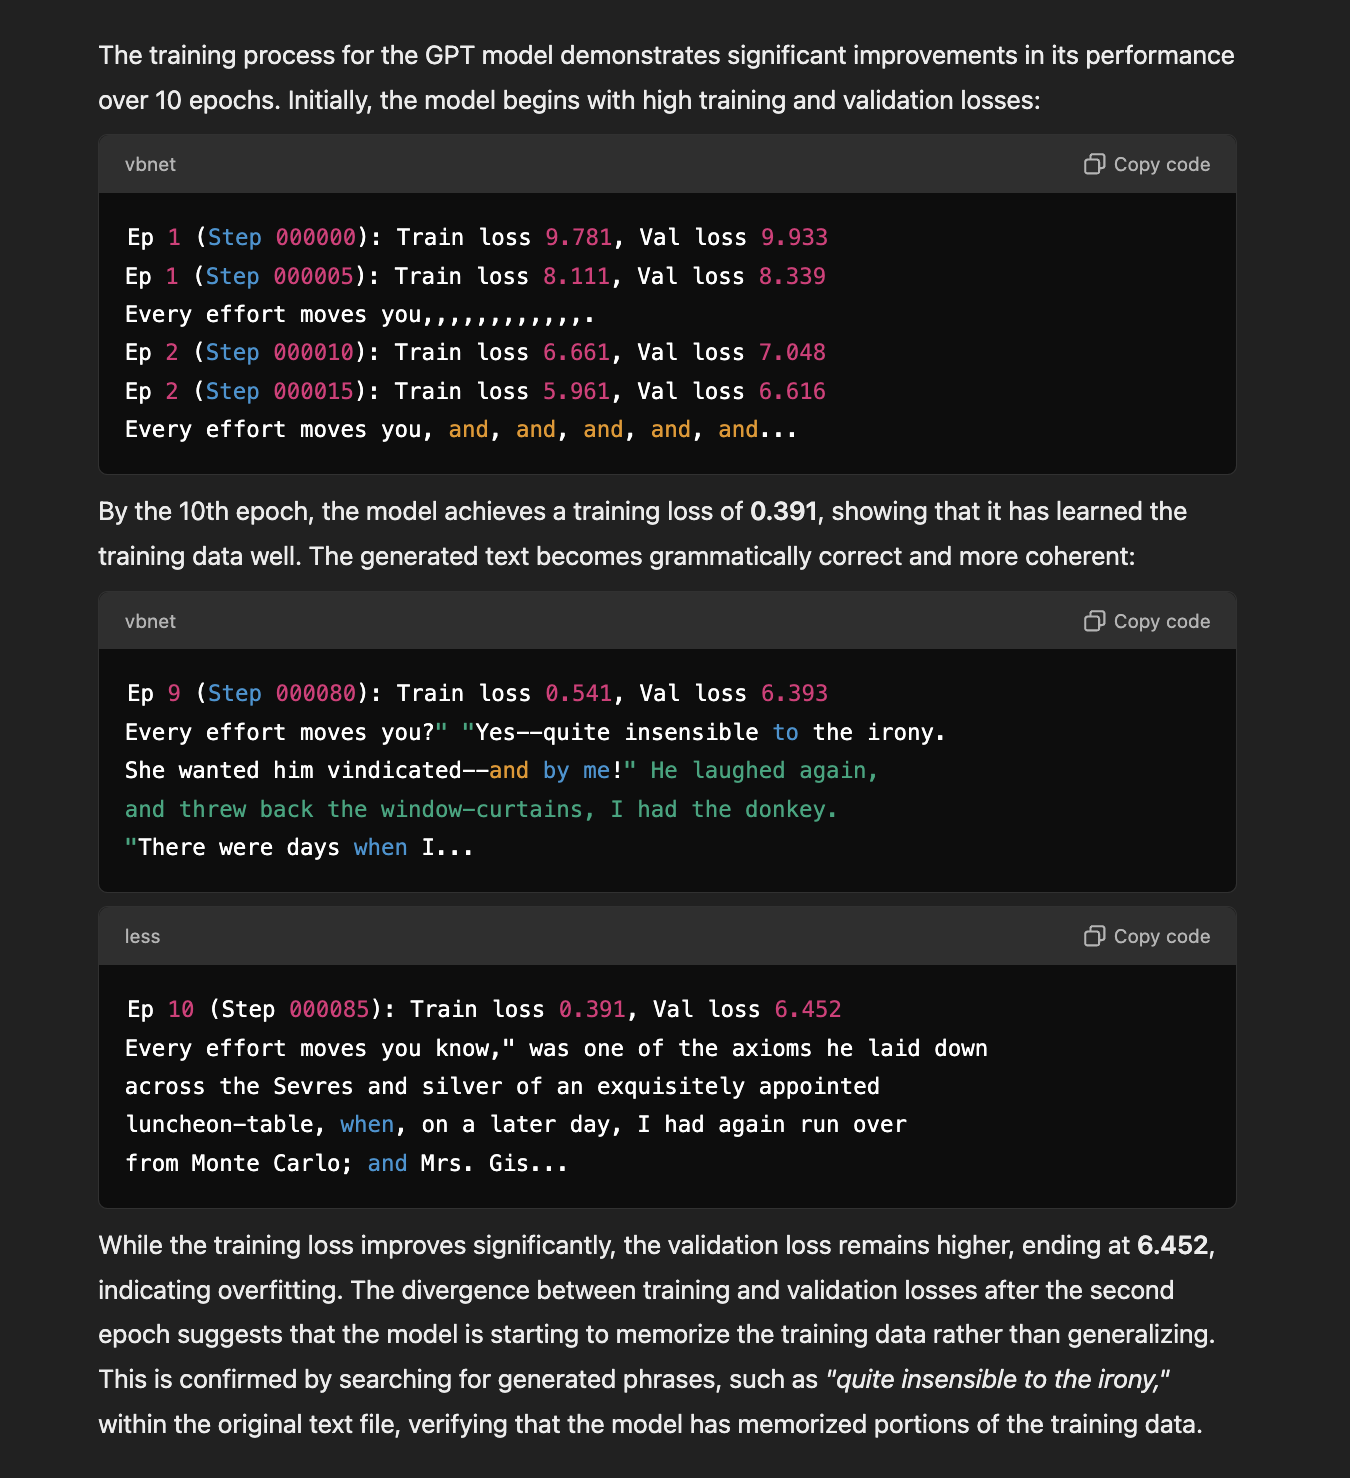 The training process for the GPT model demonstrates significant improvements in its performance
over 10 epochs. Initially, the model begins with high training and validation losses:
vbnet
Copy code
Ep 1 (Step 000000): Train loss 9.781, Val loss 9.933
Ep 1 (Step 000005): Train loss 8.111, Val loss 8.339
Every effort moves you,,,,,,,,,,,,.
Ep 2 (Step 000010): Train loss 6.661, Val loss 7.048
Ep 2 (Step 000015): Train loss 5.961, Val loss 6.616
Every effort moves you, and, and, and, and, and...
By the 10th epoch, the model achieves a training loss of 0.391, showing that it has learned the
training data well. The generated text becomes grammatically correct and more coherent:
vbnet
Copy code
Ep 9 (Step 000080): Train loss 0.541, Val loss 6.393
Every effort moves you?" "Yes--quite insensible to the irony.
She wanted him vindicated--and by me!" He laughed again,
and threw back the window-curtains, I had the donkey.
"There were days when I...
less
Copy code
Ep 10 (Step 000085): Train loss 0.391, Val loss 6.452
Every effort moves you know," was one of the axioms he laid down
across the Sevres and silver of an exquisitely appointed
luncheon-table, when, on a later day, I had again run over
from Monte Carlo; and Mrs. Gis...
While the training loss improves significantly, the validation loss remains higher, ending at 6.452,
indicating overfitting. The divergence between training and validation losses after the second
epoch suggests that the model is starting to memorize the training data rather than generalizing.
This is confirmed by searching for generated phrases, such as "quite insensible to the irony,"
within the original text file, verifying that the model has memorized portions of the training data.